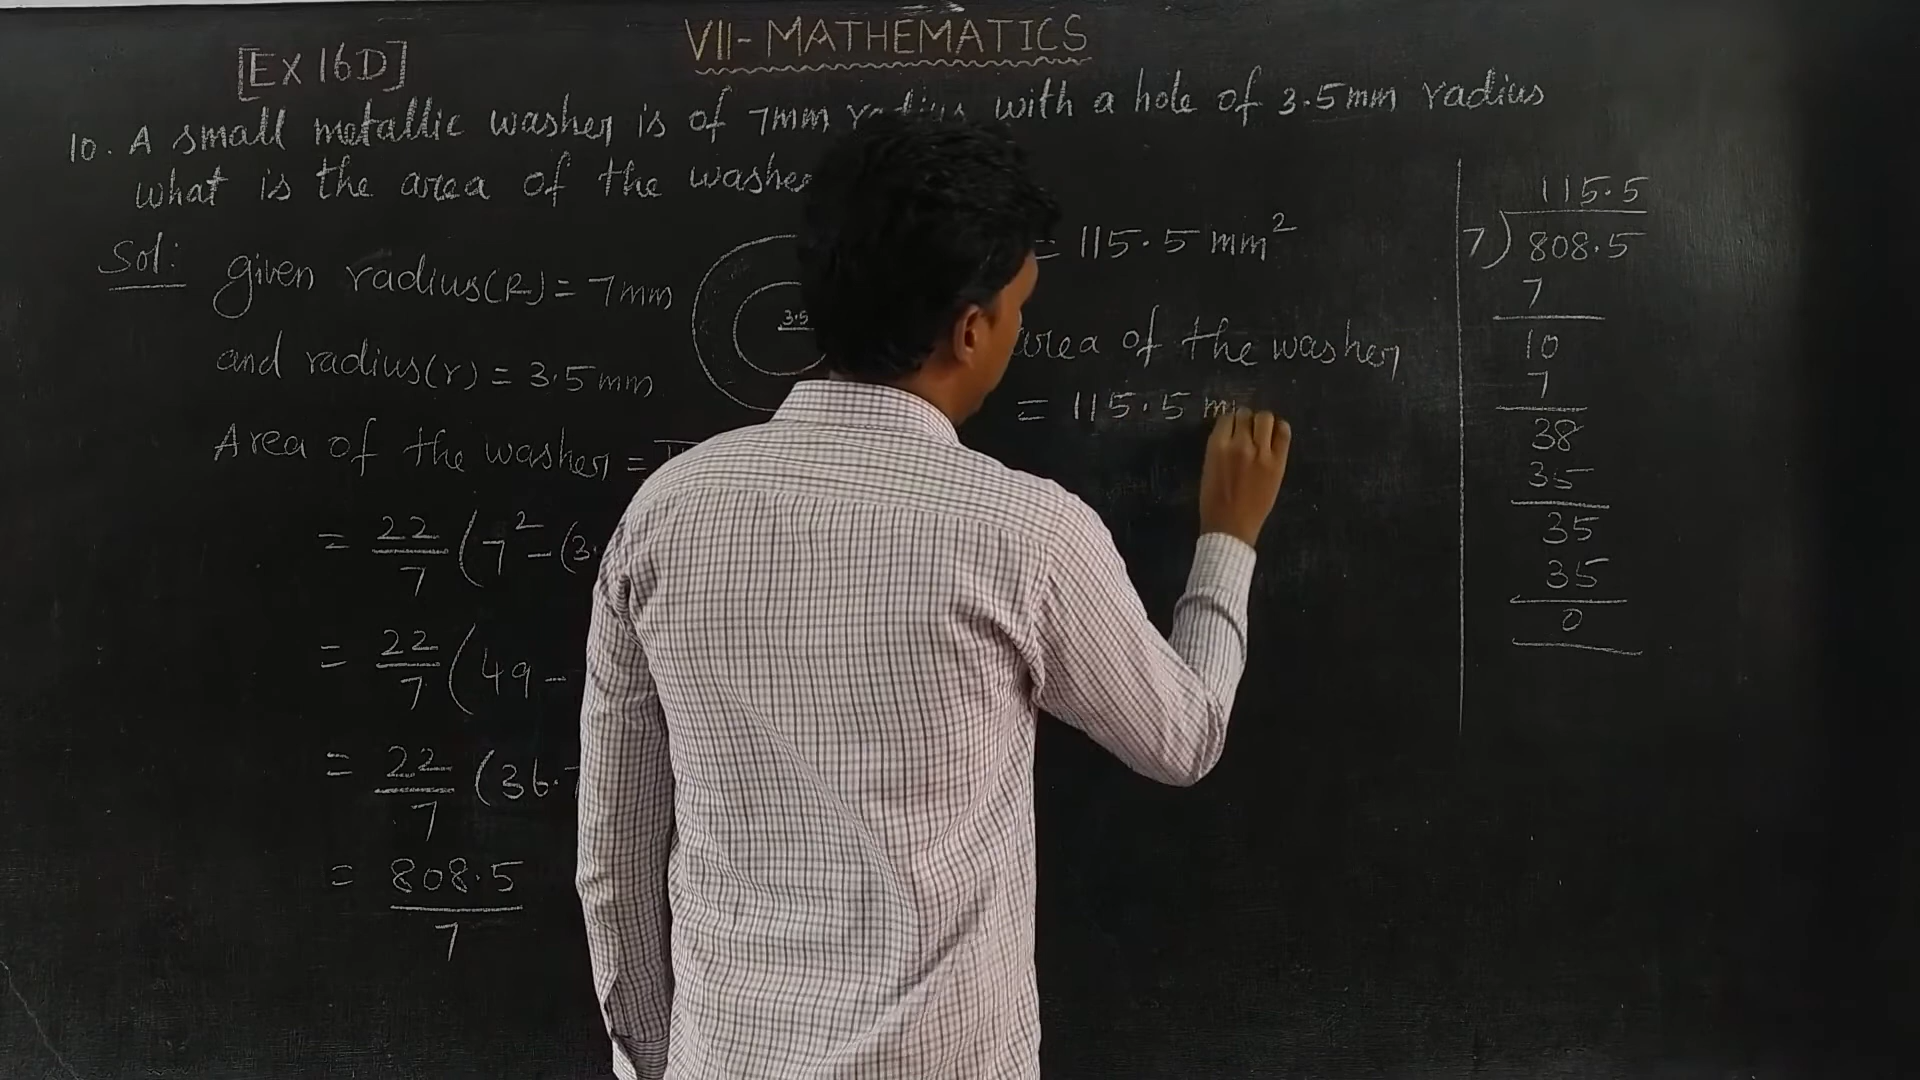 VII-MATHEMATICS
[EX 16D]
10. A small metallic washer is of 7mm radius with a hole of 3.5mm radius
what is the area of the washer
Sol:
given radius(R) = 7mm
and radius(r) = 3.5mm
3.5
Area of the washer =
= 22/7 (7² - (3.
= 22/7 (49 -
= 22/7 (36.7
= 808.5/7
= 115.5 mm²
area of the washer
= 115.5 m
115.5
7)808.5
7
10
7
38
35
35
35
0